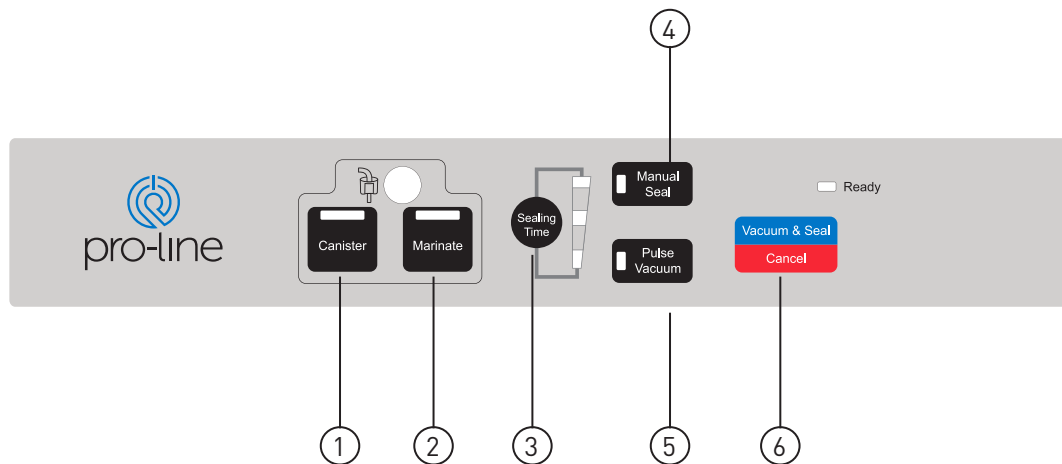 4
Manual
Seal
Ready
Sealing
Time
Canister
Marinate
Vacuum & Seal
Cancel
Pulse
Vacuum
pro-line
1
2
3
5
6